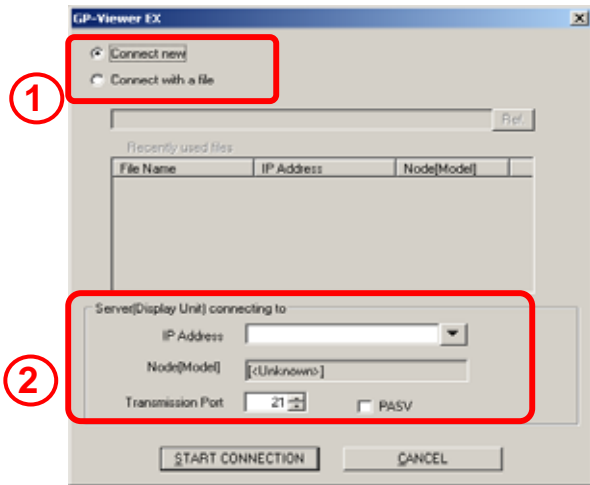 GP-Viewer EX
Connect new
Connect with a file
1
Ref.
Recently used files
File Name IP Address Node[Model]
Server(Display Unit) connecting to
IP Address
Node[Model] [<Unknown>]
2
Transmission Port 21 PASV
START CONNECTION CANCEL